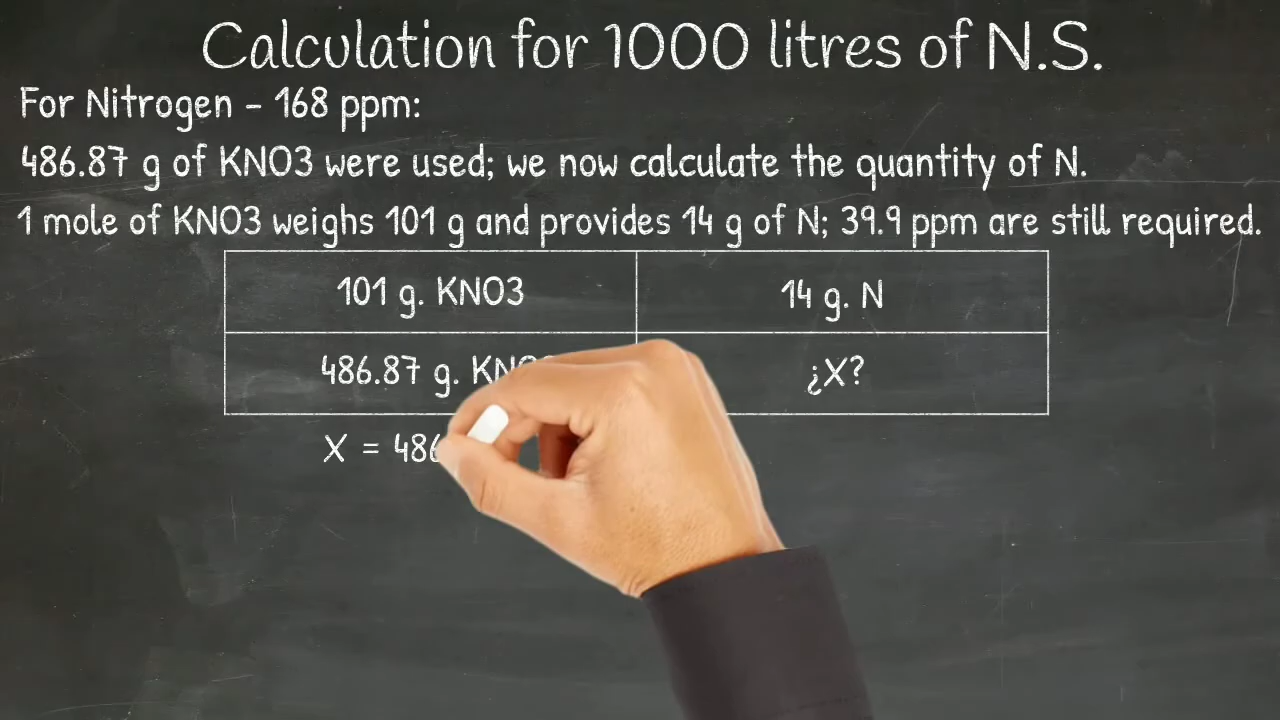 Calculation for 1000 litres of N.S.
For Nitrogen - 168 ppm:
486.87 g of KNO3 were used; we now calculate the quantity of N.
1 mole of KNO3 weighs 101 g and provides 14 g of N; 39.9 ppm are still required.
101 g. KNO3 14 g. N
486.87 g. ¿X?
X =